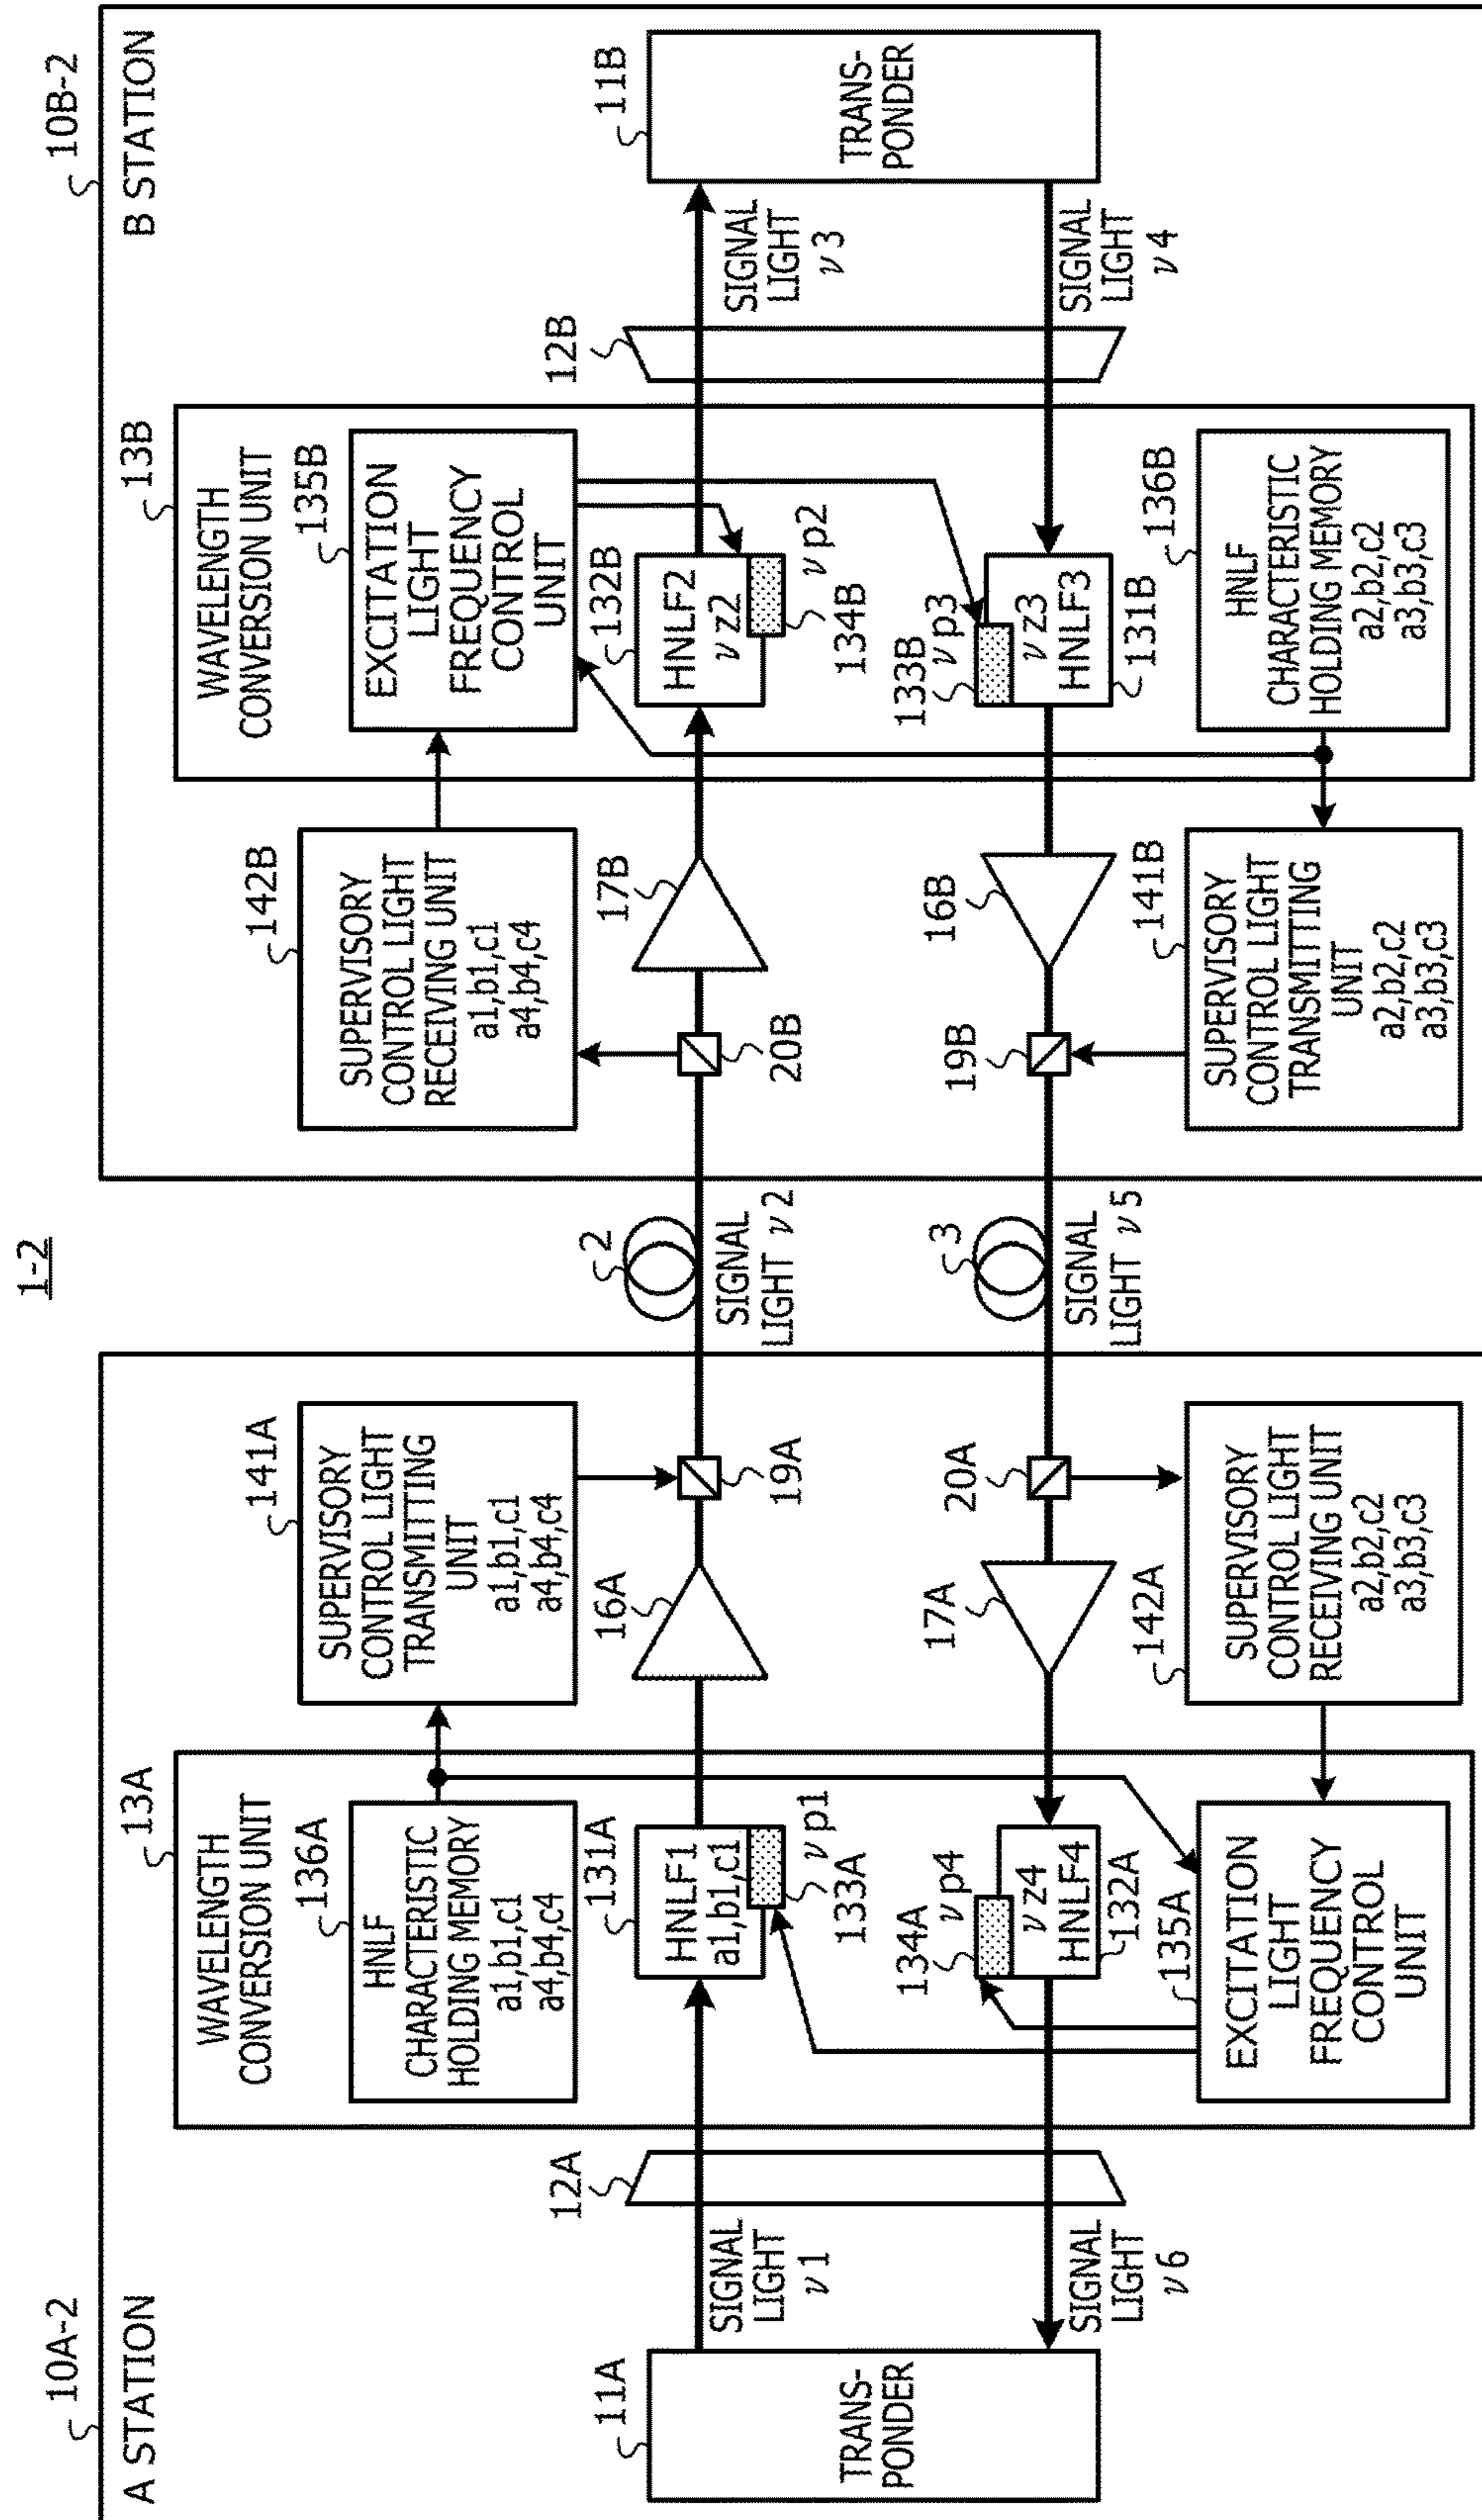 1-2
10A-2
A STATION
11A
TRANS-
PONDER
SIGNAL
LIGHT
ν1
SIGNAL
LIGHT
ν6
12A
13A
WAVELENGTH
CONVERSION UNIT
136A
HNLF
CHARACTERISTIC
HOLDING MEMORY
a1,b1,c1
a4,b4,c4
131A
HNLF1
a1,b1,c1
νp1
133A
134A
νp4
νz4
HNLF4
132A
135A
EXCITATION
LIGHT
FREQUENCY
CONTROL
UNIT
141A
SUPERVISORY
CONTROL LIGHT
TRANSMITTING
UNIT
a1,b1,c1
a4,b4,c4
16A
19A
17A
20A
142A
SUPERVISORY
CONTROL LIGHT
RECEIVING UNIT
a2,b2,c2
a3,b3,c3
2
SIGNAL
LIGHT ν2
3
SIGNAL
LIGHT ν5
10B-2
B STATION
142B
SUPERVISORY
CONTROL LIGHT
RECEIVING UNIT
a1,b1,c1
a4,b4,c4
17B
20B
16B
19B
141B
SUPERVISORY
CONTROL LIGHT
TRANSMITTING
UNIT
a2,b2,c2
a3,b3,c3
13B
WAVELENGTH
CONVERSION UNIT
135B
EXCITATION
LIGHT
FREQUENCY
CONTROL
UNIT
132B
HNLF2
νz2
νp2
134B
133B
νp3
νz3
HNLF3
131B
136B
HNLF
CHARACTERISTIC
HOLDING MEMORY
a2,b2,c2
a3,b3,c3
12B
SIGNAL
LIGHT
ν3
SIGNAL
LIGHT
ν4
11B
TRANS-
PONDER